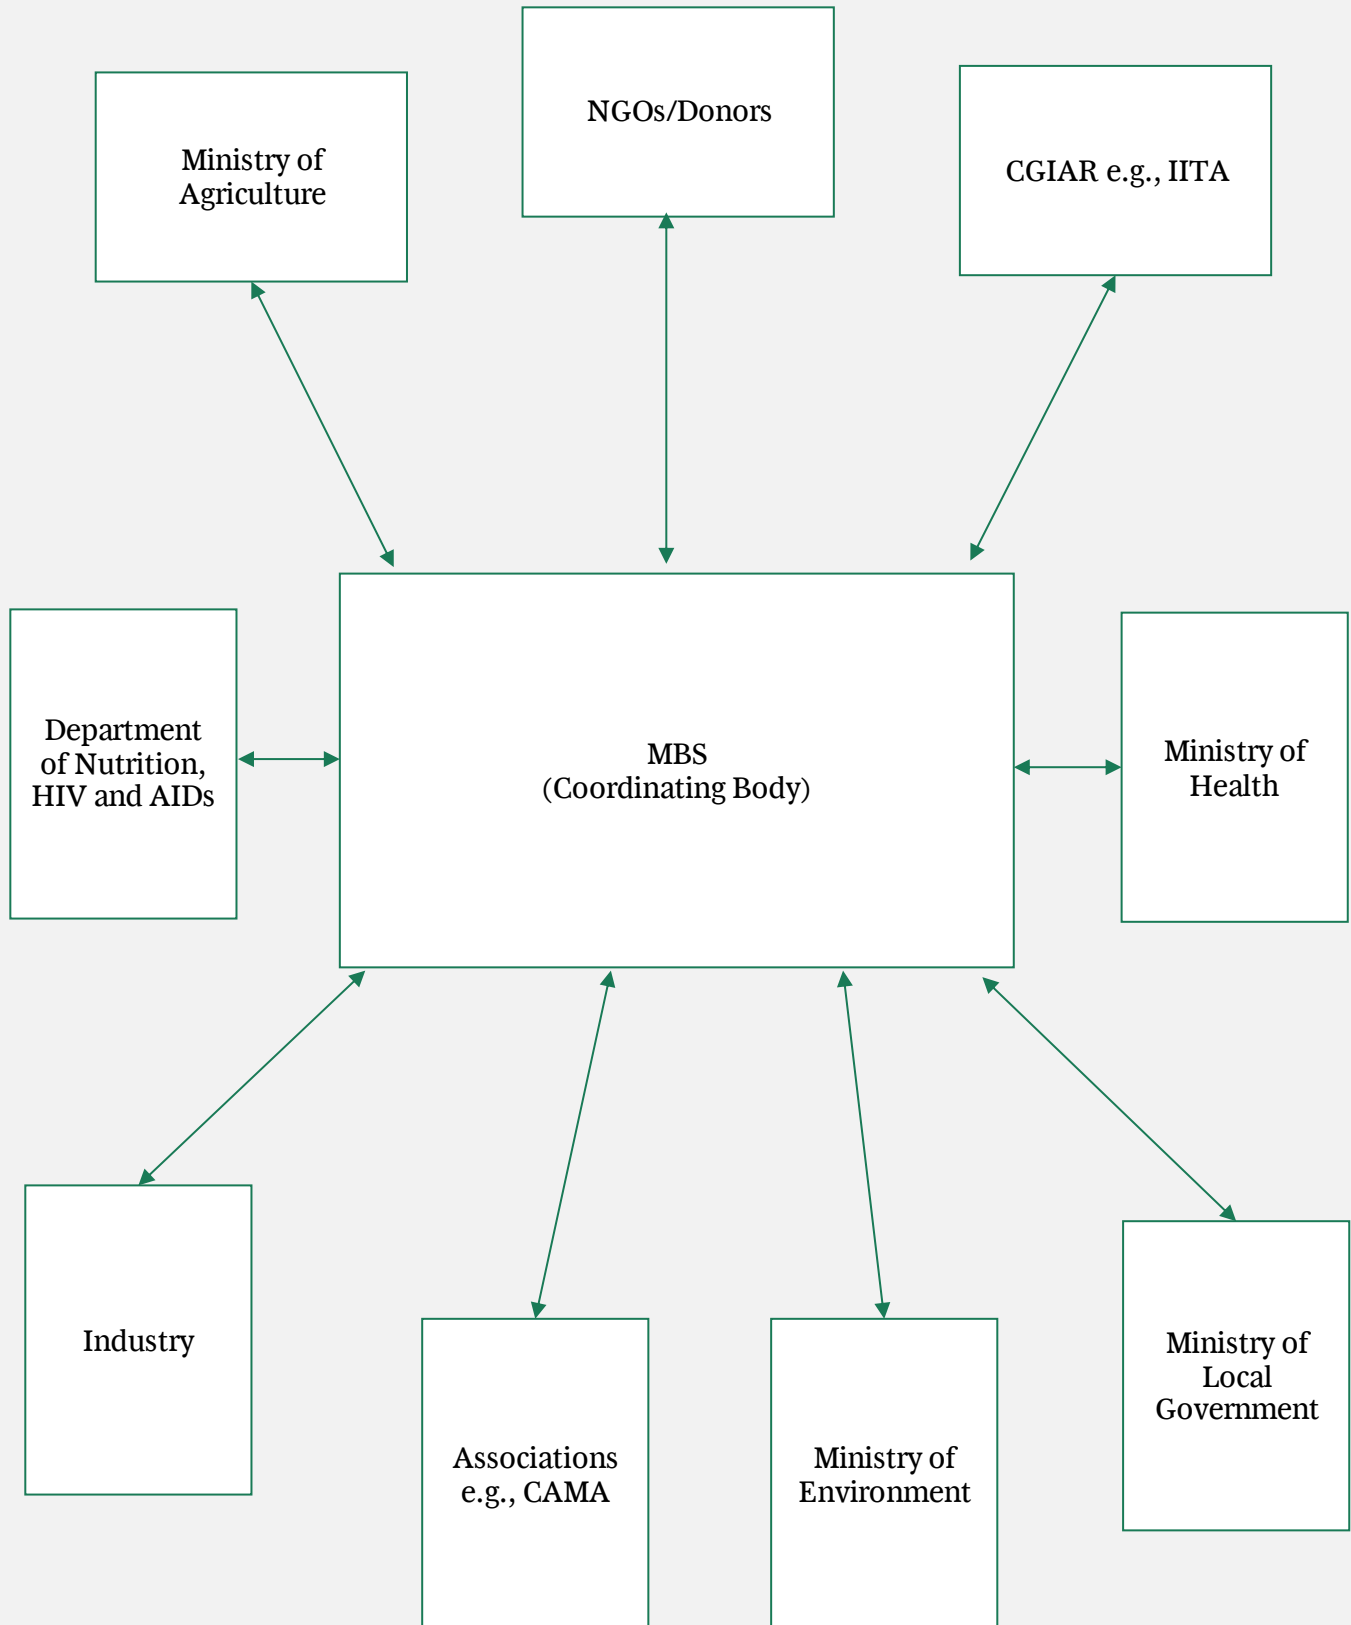 NGOs/Donors
Ministry of
Agriculture
CGIAR e.g., IITA
Department
of Nutrition,
HIV and AIDs
MBS
(Coordinating Body)
Ministry of
Health
Industry
Associations
e.g., CAMA
Ministry of
Environment
Ministry of
Local
Government